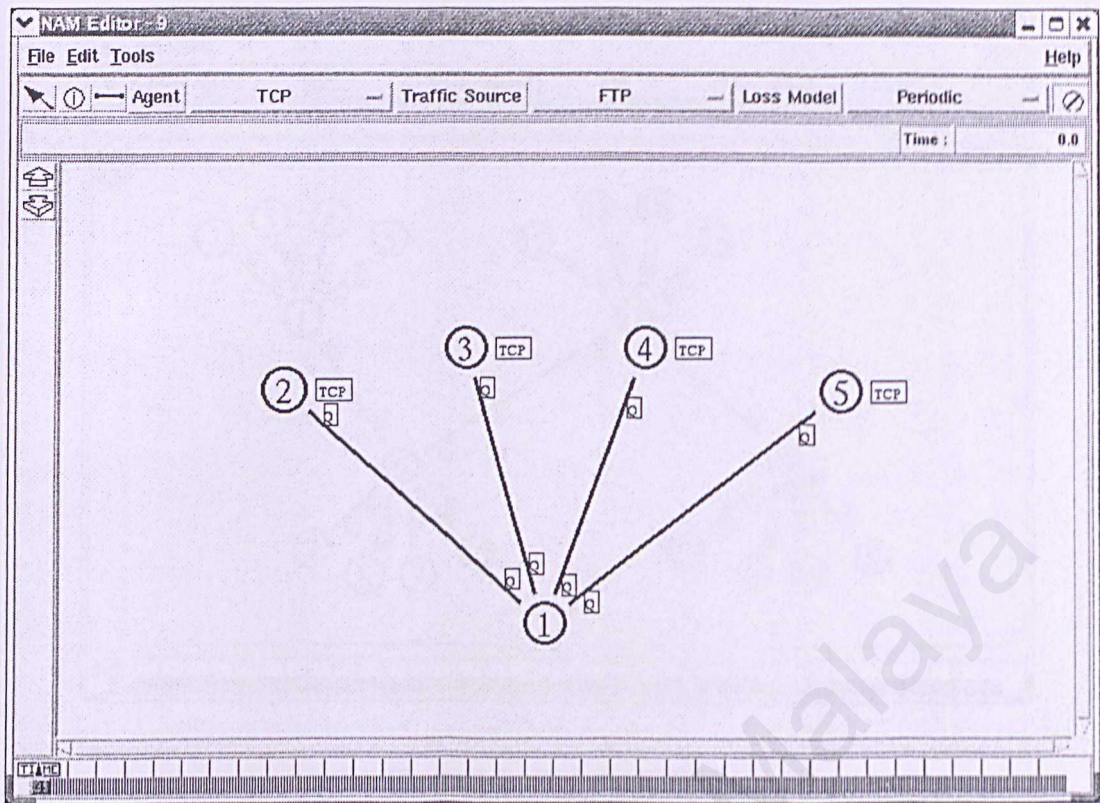 NAM Editor - 9
File Edit Tools Help
Agent TCP Traffic Source FTP Loss Model Periodic
Time : 0.0
3 TCP 4 TCP
2 TCP 5 TCP
1
Malaya